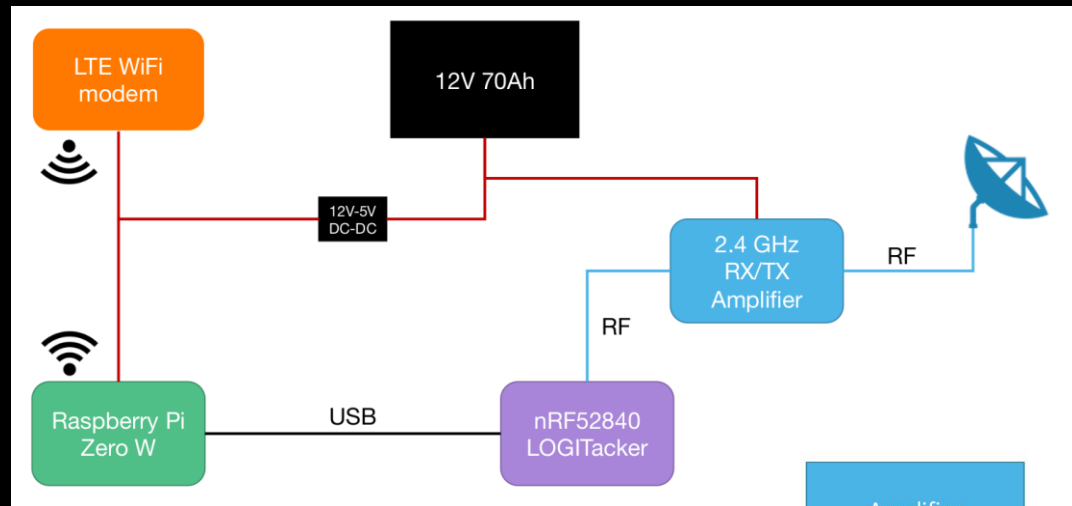 LTE WiFi
modem
12V 70Ah
12V-5V
DC-DC
2.4 GHz
RX/TX
Amplifier
RF
RF
Raspberry Pi
Zero W
USB
nRF52840
LOGITacker